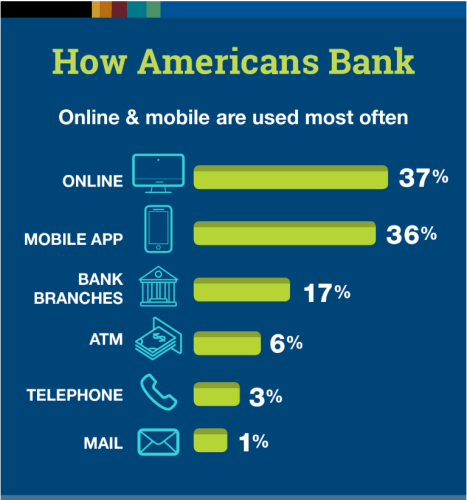 How Americans Bank
Online & mobile are used most often
ONLINE 37%
MOBILE APP 36%
BANK
BRANCHES 17%
ATM 6%
TELEPHONE 3%
MAIL 1%